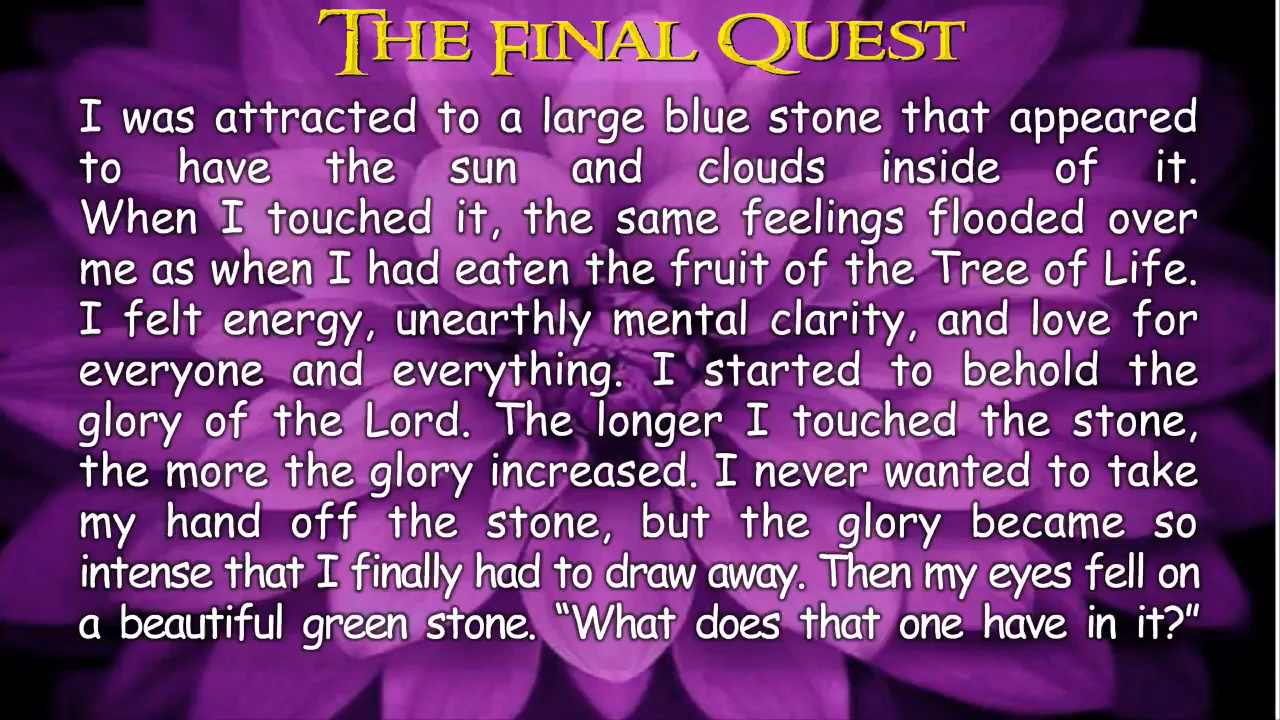 THE FINAL QUEST
I was attracted to a large blue stone that appeared
to have the sun and clouds inside of it.
When I touched it, the same feelings flooded over
me as when I had eaten the fruit of the Tree of Life.
I felt energy, unearthly mental clarity, and love for
everyone and everything. I started to behold the
glory of the Lord. The longer I touched the stone,
the more the glory increased. I never wanted to take
my hand off the stone, but the glory became so
intense that I finally had to draw away. Then my eyes fell on
a beautiful green stone. “What does that one have in it?”